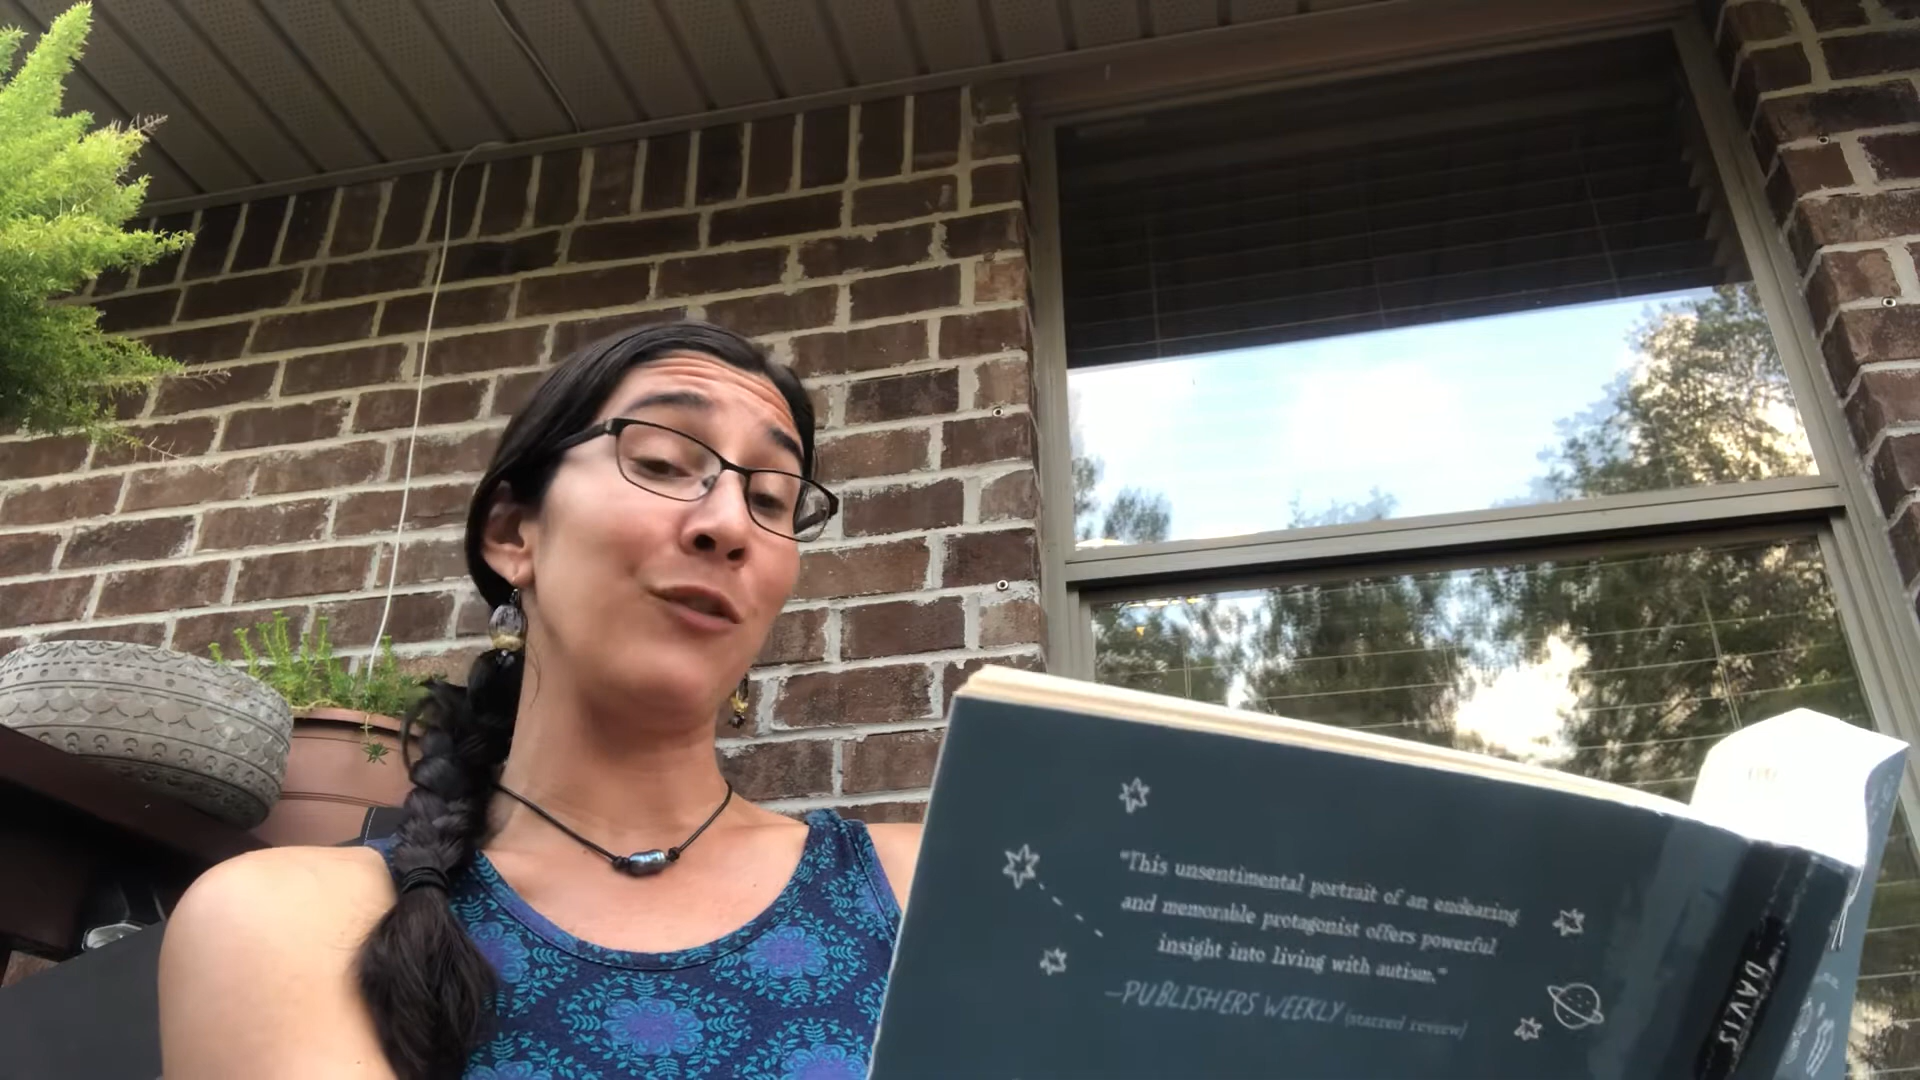 "This unsentimental portrait of an endearing
and memorable protagonist offers powerful
insight into living with autism."
—PUBLISHERS WEEKLY (starred review)
DAVIS